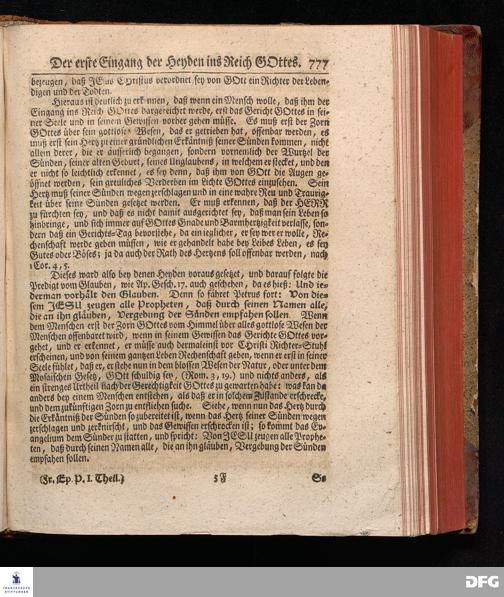 Der erste Eingang der Heyden ins Reich GOttes. 777
bezeugen, daß JEsus Christus verordnet sey von GOtt ein Richter der Leben-
digen und der Todten.
Hieraus ist deutlich zu erkennen, daß wenn ein Mensch wolle, daß ihm der
Eingang ins Reich GOttes dargereichet werde, erst das Gericht GOttes in sei-
ner Seele und in seinem Gewissen vorher gehen müsse. Es muß erst der Zorn
GOttes über sein gottloses Wesen, das er getrieben hat, offenbar werden, es
muß erst sein Hertz zu einer gründlichen Erkäntniß seiner Sünden kommen, nicht
allein derer, die er äusserlich begangen, sondern vornemlich der Wurtzel der
Sünden, seiner alten Geburt, seines Unglaubens, in welchem er stecket, und den
er nicht so leichtlich erkennet, es sey denn, daß ihm von GOtt die Augen ge-
öffnet werden, sein greuliches Verderben im Lichte GOttes einzusehen. Sein
Hertz muß seiner Sünden wegen zerschlagen und in eine wahre Reu und Traurig-
keit über seine Sünden gesetzet werden. Er muß erkennen, daß der HERR
zu fürchten sey, und daß es nicht damit ausgerichtet sey, daß man sein Leben so
hinbringe, und sich immer auf GOttes Gnade und Barmhertzigkeit verlasse, son-
dern daß ein Gerichts-Tag bevorstehe, da ein ieglicher, er sey wer er wolle, Re-
chenschaft werde geben müssen, wie er gehandelt habe bey Leibes Leben, es sey
Gutes oder Böses; ja da auch der Rath des Hertzens soll offenbar werden, nach
1 Cor. 4, 5.
Dieses ward also bey denen Heyden voraus gesetzet, und darauf folgte die
Predigt vom Glauben, wie Ap. Gesch. 17. auch geschehen, da es hieß: Und ie-
derman vorhält den Glauben. Denn so fähret Petrus fort: Von die-
sem JESU zeugen alle Propheten, daß durch seinen Namen alle,
die an ihn gläuben, Vergebung der Sünden empfahen sollen. Wenn
dem Menschen erst der Zorn GOttes vom Himmel über alles gottlose Wesen der
Menschen offenbaret wird, wenn in seinem Gewissen das Gerichte GOttes vor-
gehet, und er erkennet, er müsse auch dermaleinst vor Christi Richter-Stuhl
erscheinen, und von seinem gantzen Leben Rechenschaft geben, wenn er erst in seiner
Seele fühlet, daß er, er stehe nun in dem blossen Wesen der Natur, oder unter dem
Mosaischen Gesetz, GOtt schuldig sey, (Rom. 3, 19.) und nichts anders, als
ein strenges Urtheil nach der Gerechtigkeit GOttes zu gewarten habe: was kan da
anders bey einem Menschen entstehen, als daß er in solchem Zustande erschrecke,
und dem zukünftigen Zorn zu entfliehen suche. Siehe, wenn nun das Hertz durch
die Erkäntniß der Sünden so zubereitet ist, wenn das Hertz seiner Sünden wegen
zerschlagen und zerknirscht, und das Gewissen erschrocken ist; so kommt das Ev-
angelium dem Sünder zu statten, und spricht: Von JESU zeugen alle Prophe-
ten, daß durch seinen Namen alle, die an ihn gläuben, Vergebung der Sünden
empfahen sollen.
(Fr. Ep. P. I. Theil.) 5 F So
FRANCKESCHE
STIFTUNGEN
DFG